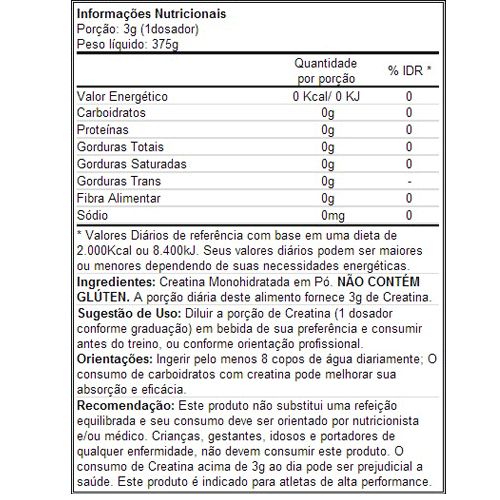 Informações Nutricionais
Porção: 3g (1dosador)
Peso líquido: 375g
Quantidade por porção % IDR *
Valor Energético 0 Kcal/ 0 KJ 0
Carboidratos 0g 0
Proteínas 0g 0
Gorduras Totais 0g 0
Gorduras Saturadas 0g 0
Gorduras Trans 0g -
Fibra Alimentar 0g 0
Sódio 0mg 0
* Valores Diários de referência com base em uma dieta de
2.000Kcal ou 8.400kJ. Seus valores diários podem ser maiores
ou menores dependendo de suas necessidades energéticas.
Ingredientes: Creatina Monohidratada em Pó. NÃO CONTÉM
GLÚTEN. A porção diária deste alimento fornece 3g de Creatina.
Sugestão de Uso: Diluir a porção de Creatina (1 dosador
conforme graduação) em bebida de sua preferência e consumir
antes do treino, ou conforme orientação profissional.
Orientações: Ingerir pelo menos 8 copos de água diariamente; O
consumo de carboidratos com creatina pode melhorar sua
absorção e eficácia.
Recomendação: Este produto não substitui uma refeição
equilibrada e seu consumo deve ser orientado por nutricionista
e/ou médico. Crianças, gestantes, idosos e portadores de
qualquer enfermidade, não devem consumir este produto. O
consumo de Creatina acima de 3g ao dia pode ser prejudicial a
saúde. Este produto é indicado para atletas de alta performance.